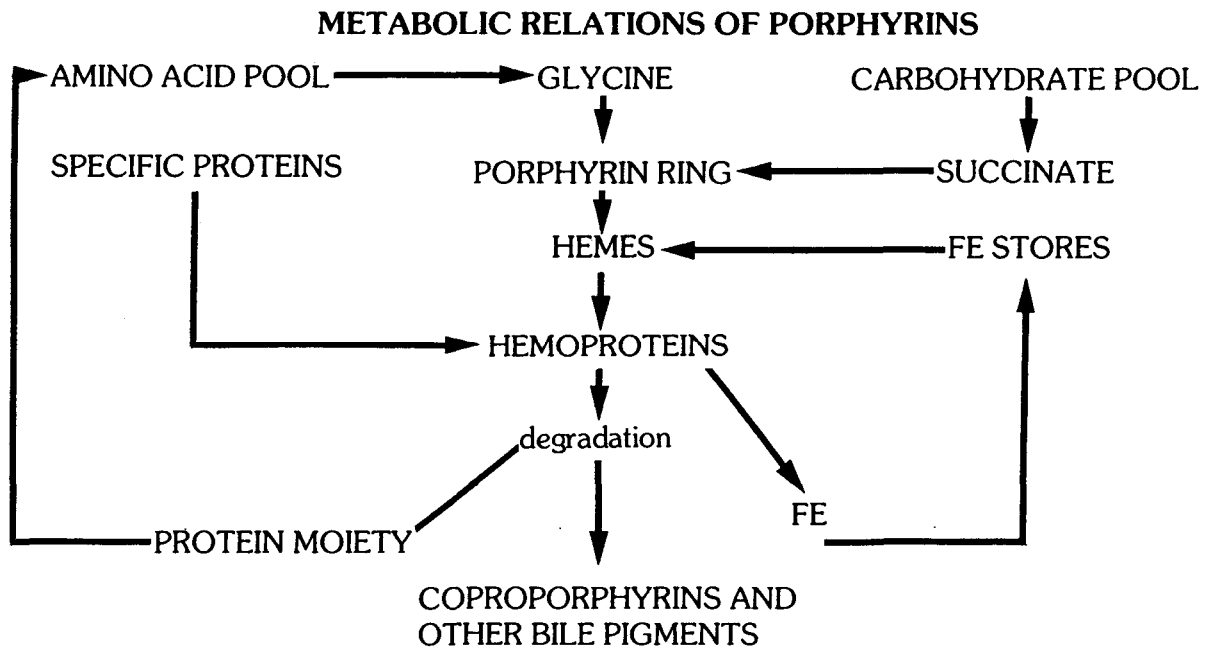 METABOLIC RELATIONS OF PORPHYRINS
AMINO ACID POOL
GLYCINE
CARBOHYDRATE POOL
SPECIFIC PROTEINS
PORPHYRIN RING
SUCCINATE
HEMES
FE STORES
HEMOPROTEINS
degradation
FE
PROTEIN MOIETY
COPROPORPHYRINS AND
OTHER BILE PIGMENTS